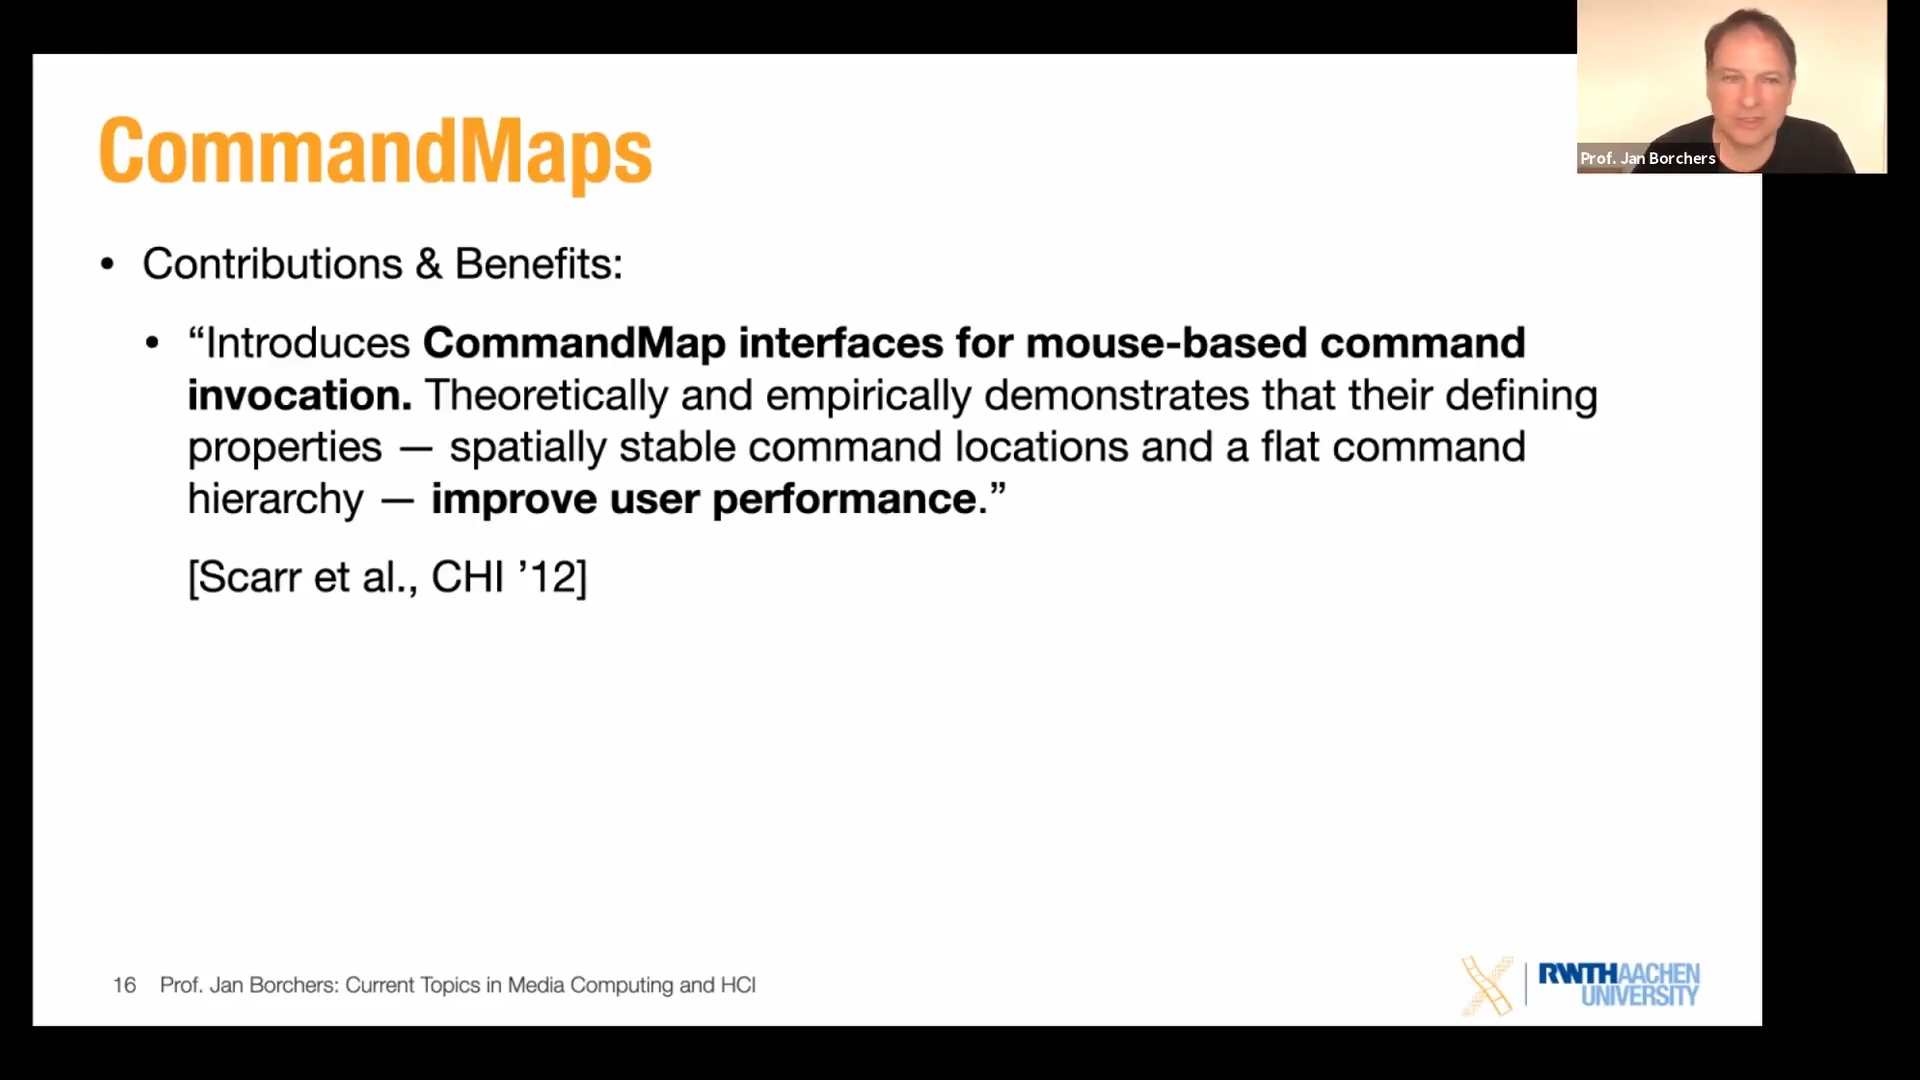 CommandMaps
• Contributions & Benefits:
• “Introduces CommandMap interfaces for mouse-based command
invocation. Theoretically and empirically demonstrates that their defining
properties — spatially stable command locations and a flat command
hierarchy — improve user performance.”
[Scarr et al., CHI ’12]
16 Prof. Jan Borchers: Current Topics in Media Computing and HCI
RWTHAACHEN
UNIVERSITY
Prof. Jan Borchers